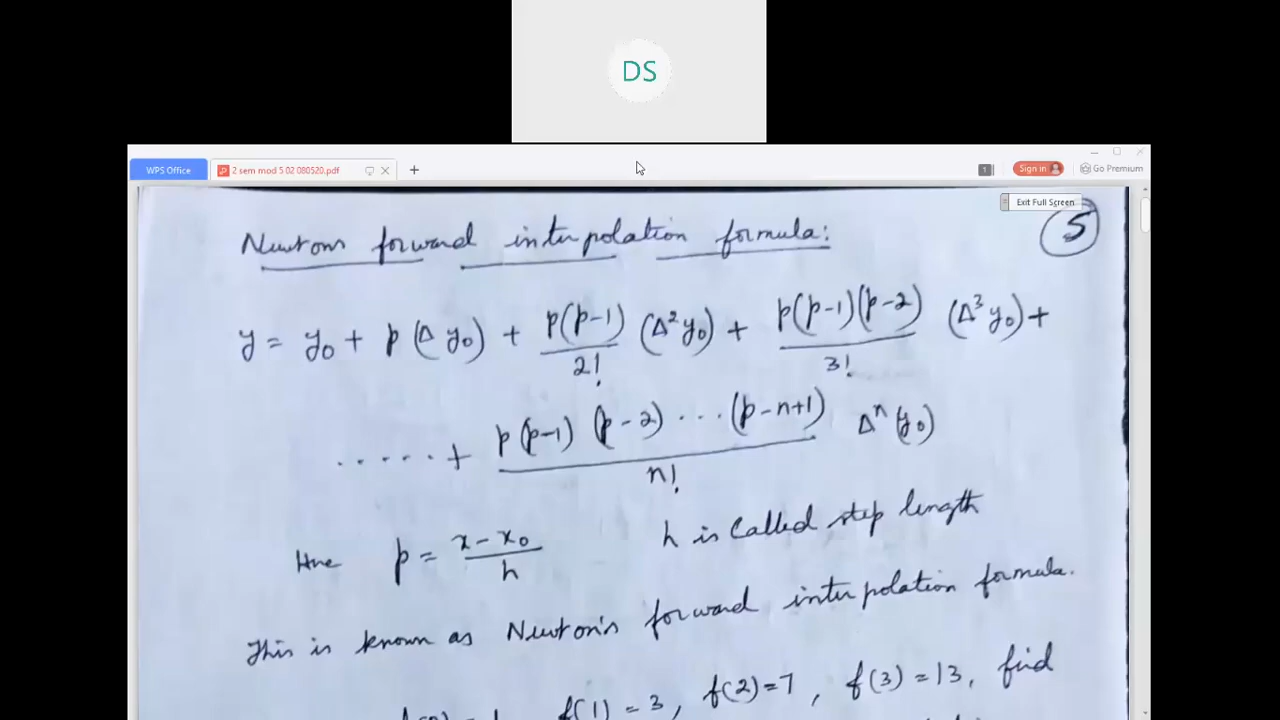 DS
WPS Office
2 sem mod 5 02 080520.pdf
+
1
Sign in
Go Premium
Exit Full Screen
5
Newtons forward interpolation formula:
y = y₀ + p (Δ y₀) + p(p-1)/2! (Δ²y₀) + p(p-1)(p-2)/3! (Δ³y₀) +
..... + p(p-1) (p-2) ... (p-n+1)/n! Δⁿ(y₀)
Here p = x-x₀/h h is called step length
This is known as Newton's forward interpolation formula.
f(1) = 3, f(2)=7, f(3)=13, find